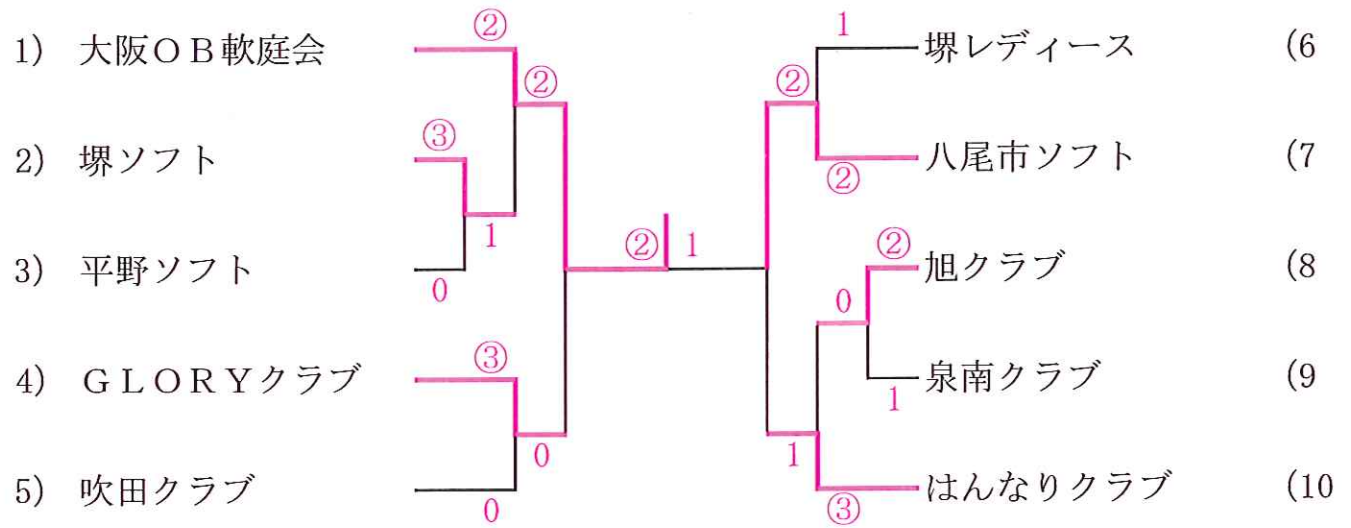 ② 1
1) 大阪OB軟庭会 堺レディース (6
② ②
③
2) 堺ソフト 八尾市ソフト (7
②
1 ② 1 ②
3) 平野ソフト 旭クラブ (8
0 0
③
4) GLORYクラブ 泉南クラブ (9
1
0 1
5) 吹田クラブ はんなりクラブ (10
0 ③